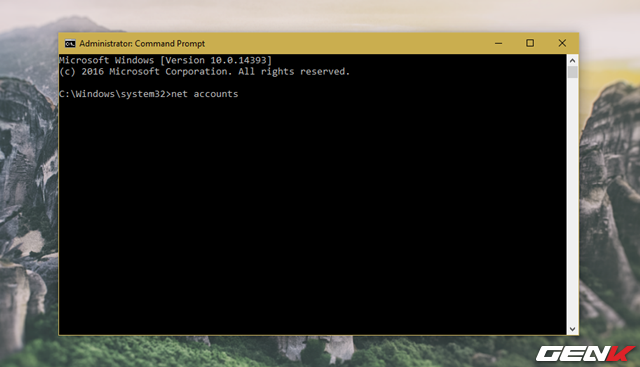 Administrator: Command Prompt
Microsoft Windows [Version 10.0.14393]
(c) 2016 Microsoft Corporation. All rights reserved.
C:\Windows\system32>net accounts
GENK